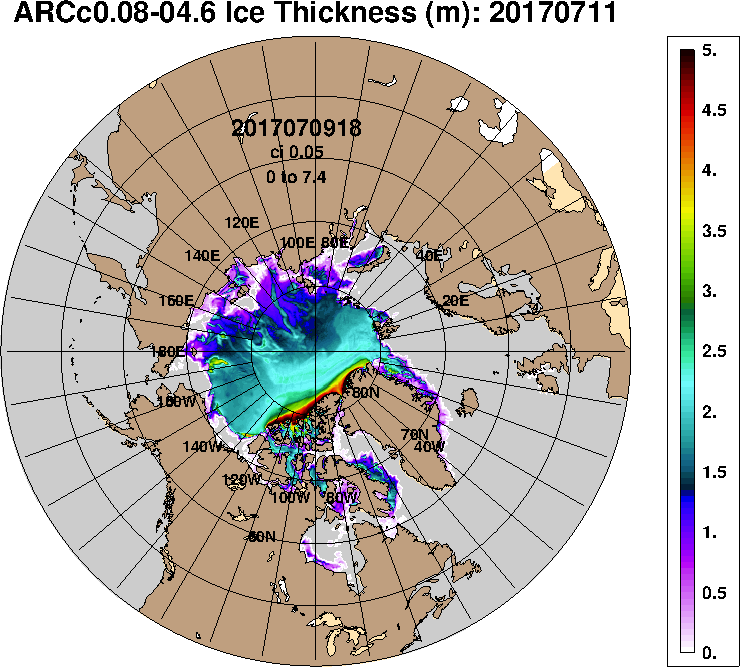 ARCc0.08-04.6 Ice Thickness (m): 20170711
2017070918
ci 0.05
0 to 7.4
120E
100E 80E
140E
40E
160E
20E
180E
160W
80N
140W
70N
40W
120W
100W
80W
60N
5.
4.5
4.
3.5
3.
2.5
2.
1.5
1.
0.5
0.